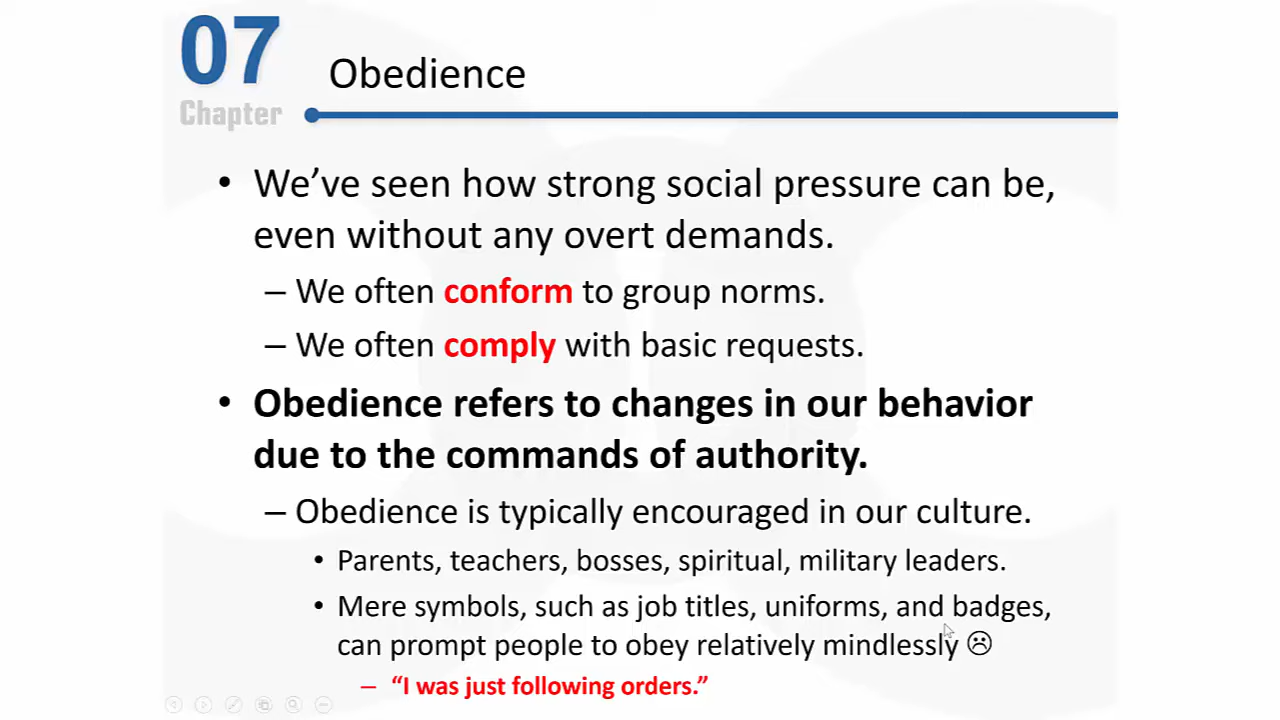 07
Chapter
Obedience
• We’ve seen how strong social pressure can be,
even without any overt demands.
– We often conform to group norms.
– We often comply with basic requests.
• Obedience refers to changes in our behavior
due to the commands of authority.
– Obedience is typically encouraged in our culture.
• Parents, teachers, bosses, spiritual, military leaders.
• Mere symbols, such as job titles, uniforms, and badges,
can prompt people to obey relatively mindlessly ☹
– “I was just following orders.”